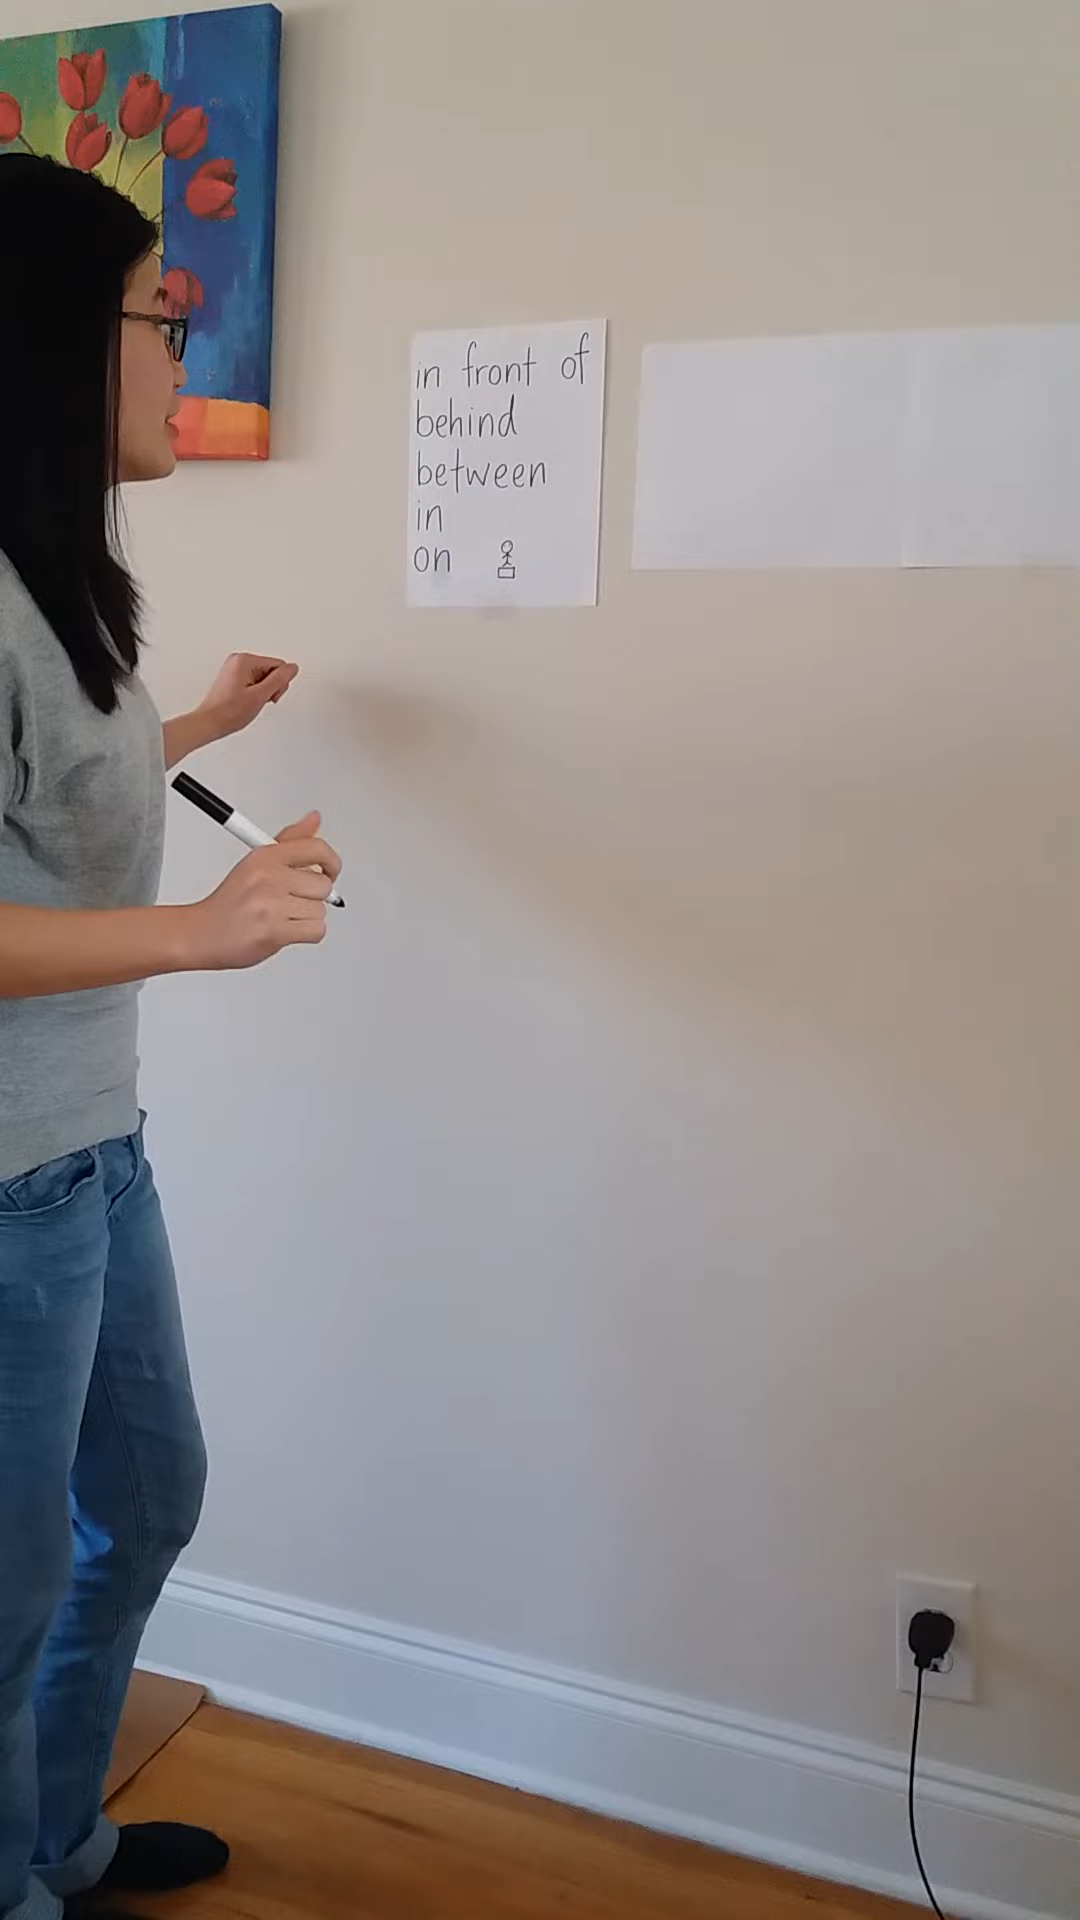 in front of
behind
between
in
on